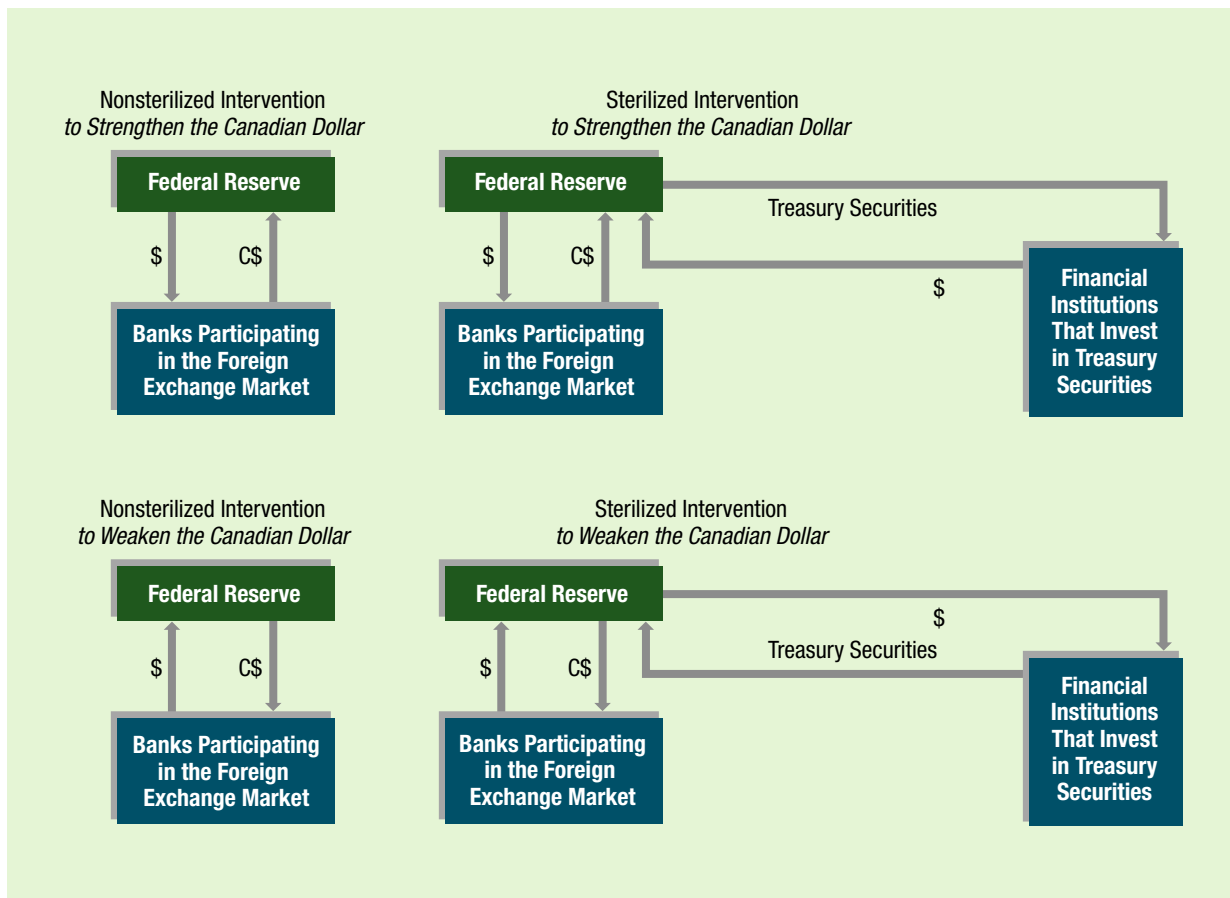 Nonsterilized Intervention
to Strengthen the Canadian Dollar
Federal Reserve
$
C$
Banks Participating
in the Foreign
Exchange Market
Sterilized Intervention
to Strengthen the Canadian Dollar
Federal Reserve
$
C$
Banks Participating
in the Foreign
Exchange Market
Treasury Securities
$
Financial
Institutions
That Invest
in Treasury
Securities
Nonsterilized Intervention
to Weaken the Canadian Dollar
Federal Reserve
$
C$
Banks Participating
in the Foreign
Exchange Market
Sterilized Intervention
to Weaken the Canadian Dollar
Federal Reserve
$
C$
Banks Participating
in the Foreign
Exchange Market
$
Treasury Securities
Financial
Institutions
That Invest
in Treasury
Securities